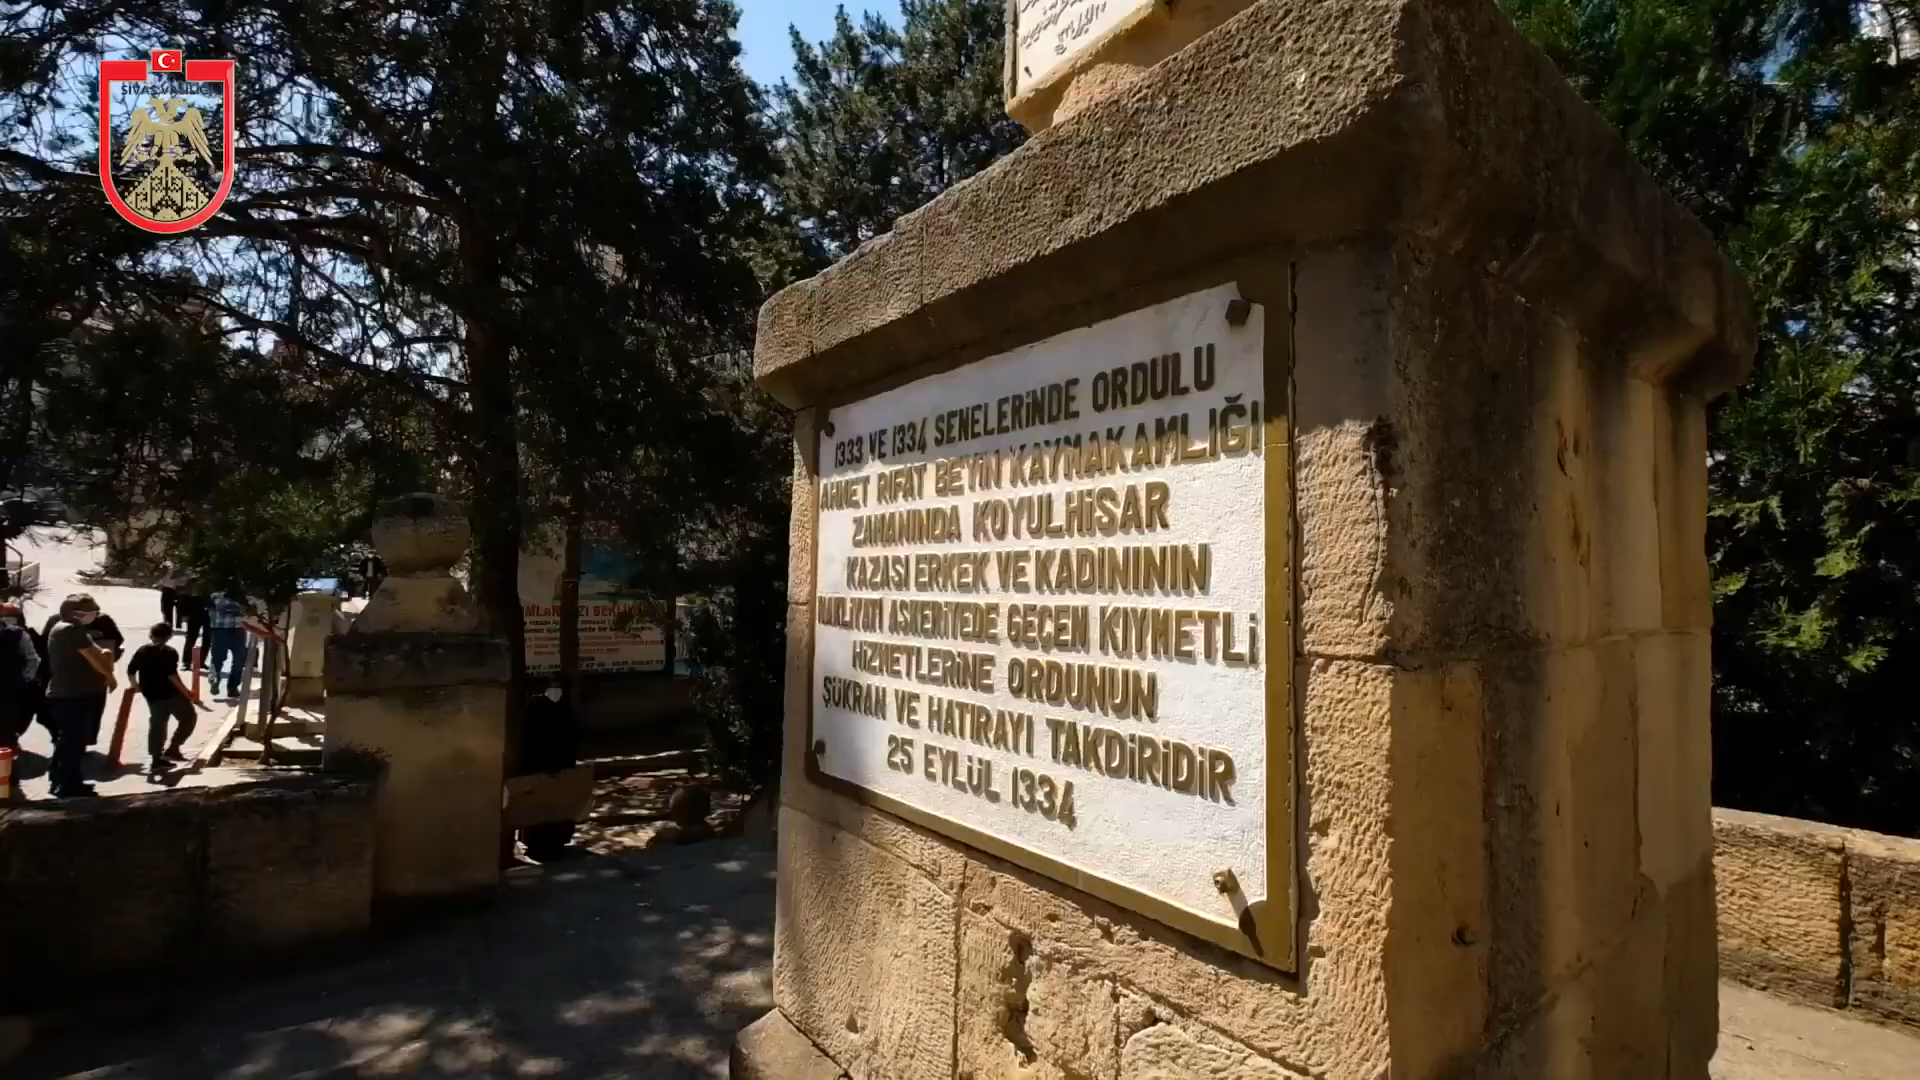 SİVAS VALİLİĞİ
1333 VE 1334 SENELERİNDE ORDULU
AHMET RIFAT BEYİN KAYMAKAMLIĞI
ZAMANINDA KOYULHİSAR
KAZASI ERKEK VE KADINININ
NAKLİYATI ASKERİYEDE GEÇEN KIYMETLİ
HİZMETLERİNE ORDUNUN
ŞÜKRAN VE HATIRAYI TAKDİRİDİR
25 EYLÜL 1334